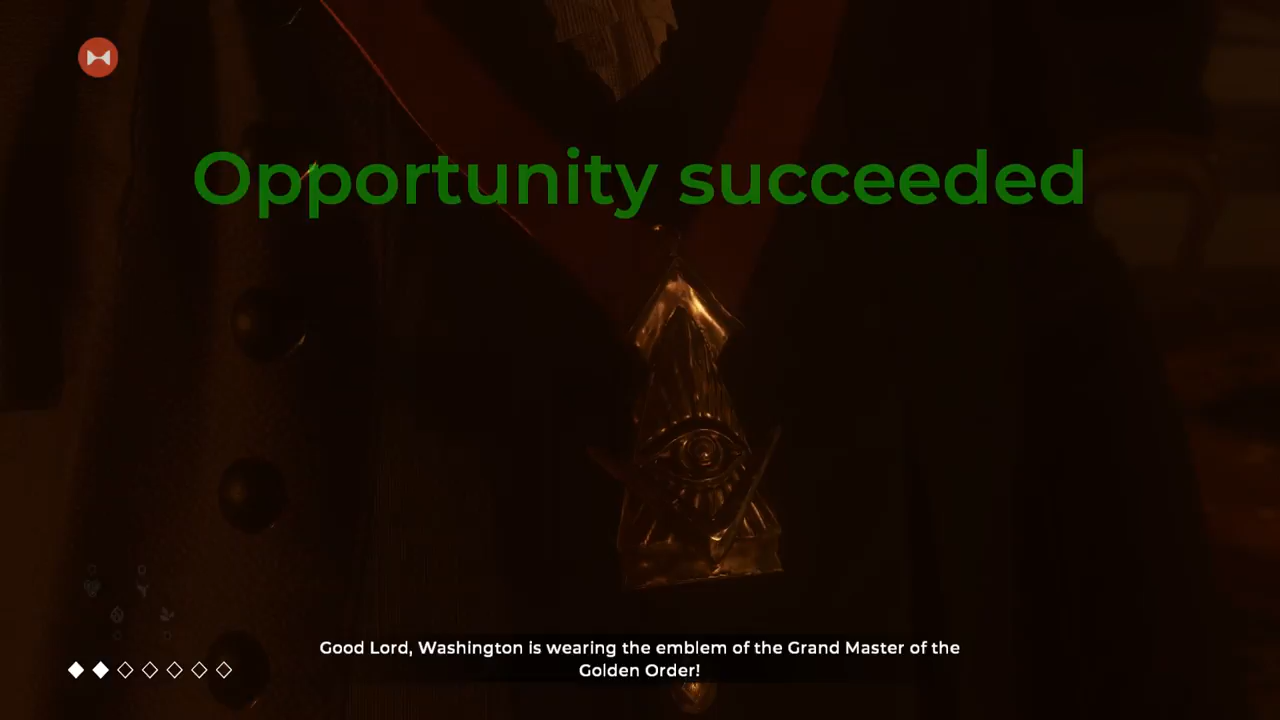 Opportunity succeeded
Good Lord, Washington is wearing the emblem of the Grand Master of the
Golden Order!